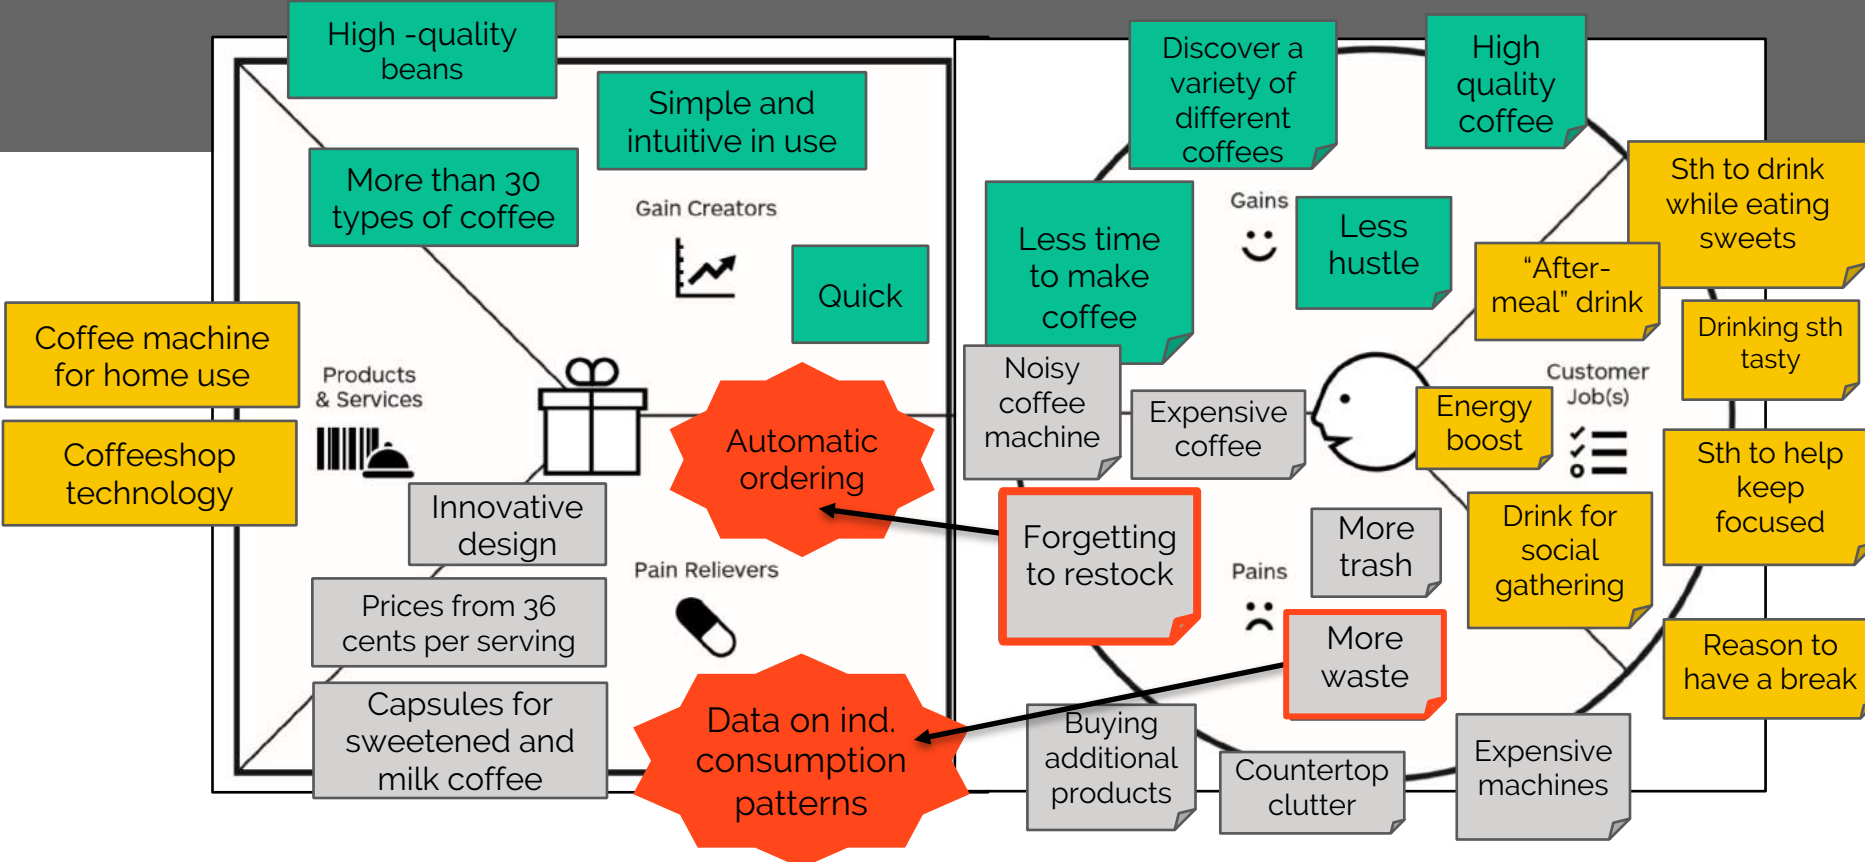 High -quality
beans
Simple and
intuitive in use
More than 30
types of coffee
Gain Creators
Quick
Coffee machine
for home use
Products
& Services
Coffeeshop
technology
Automatic
ordering
Innovative
design
Pain Relievers
Prices from 36
cents per serving
Capsules for
sweetened and
milk coffee
Data on ind.
consumption
patterns
Discover a
variety of
different
coffees
High
quality
coffee
Gains
Less time
to make
coffee
Less
hustle
Sth to drink
while eating
sweets
“After-
meal” drink
Drinking sth
tasty
Customer
Job(s)
Energy
boost
Sth to help
keep
focused
Drink for
social
gathering
Reason to
have a break
Noisy
coffee
machine
Expensive
coffee
Forgetting
to restock
More
trash
Pains
More
waste
Buying
additional
products
Countertop
clutter
Expensive
machines